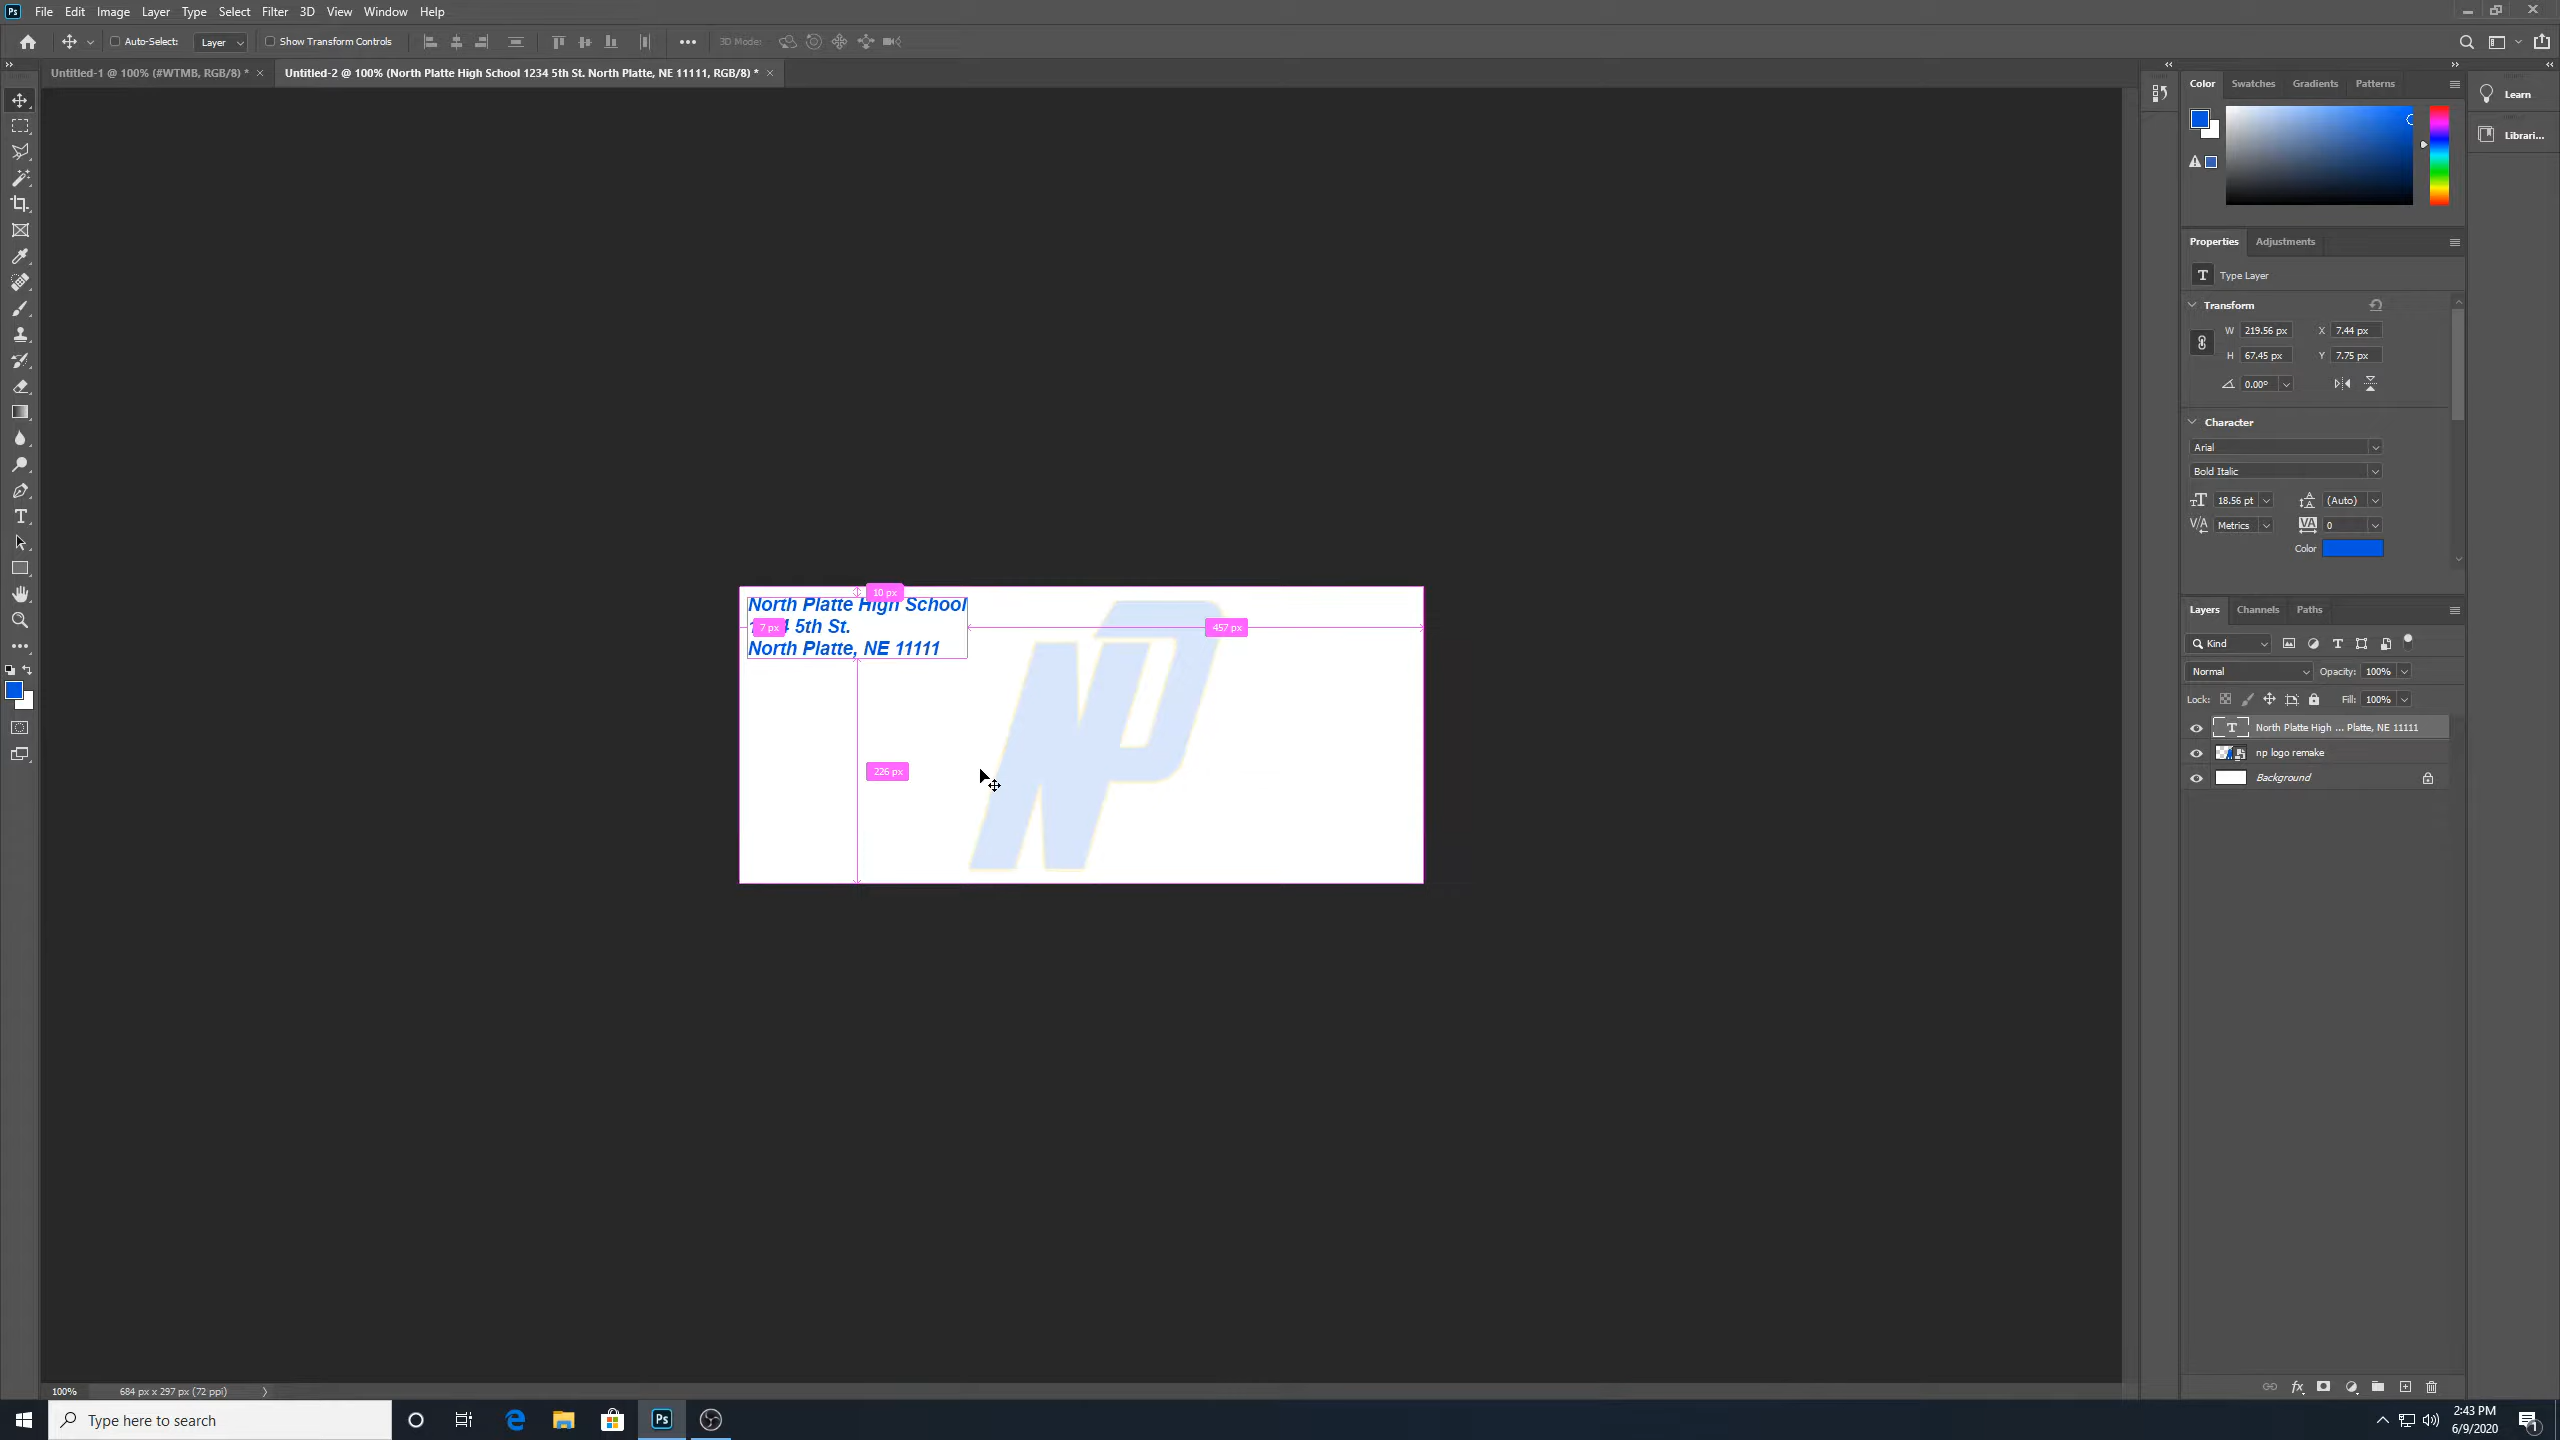 Ps File Edit Image Layer Type Select Filter 3D View Window Help
Auto-Select: Layer Show Transform Controls 3D Mode:
Untitled-1 @ 100% (#WTMB, RGB/8) * × Untitled-2 @ 100% (North Platte High School 1234 5th St. North Platte, NE 11111, RGB/8) * ×
Color Swatches Gradients Patterns
Learn
Librari...
Properties Adjustments
T Type Layer
Transform
W 219.56 px X 7.44 px
H 67.45 px Y 7.75 px
0.00°
Character
Arial
Bold Italic
18.56 pt (Auto)
Metrics 0
Color
10 px
North Platte High School
7 px 4 5th St. 457 px
North Platte, NE 11111
226 px
NP
Layers Channels Paths
Kind
Normal Opacity: 100%
Lock: Fill: 100%
North Platte High ... Platte, NE 11111
np logo remake
Background
100% 684 px x 297 px (72 ppi)
Type here to search
Ps
2:43 PM
6/9/2020
1